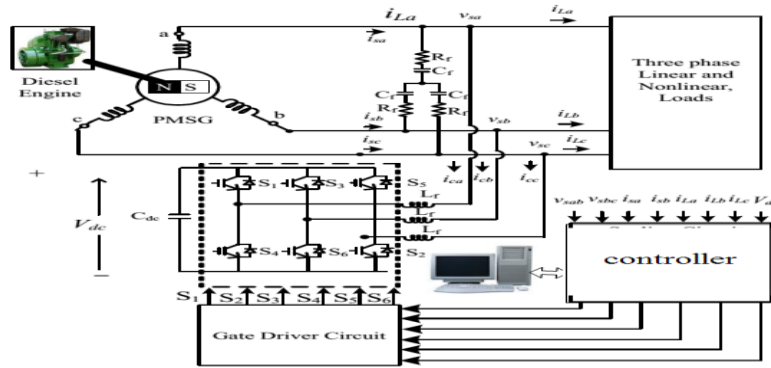 i_La
v_sa
i_La
a
i_sa
R_f
C_f
Three phase
Linear and
Nonlinear,
Loads
Diesel
Engine
N S
C_f
C_f
R_f
R_f
c
b
PMSG
i_sb
v_sb
i_Lb
i_sc
v_sc
i_Lc
+
i_ca
i_cb
i_cc
S_1
S_3
S_5
L_f
L_f
L_f
V_dc
C_dc
v_sab
v_sbc
i_sa
i_sb
i_La
i_Lb
i_Lc
S_4
S_6
S_2
controller
−
S_1 S_2 S_3 S_4 S_5 S_6
Gate Driver Circuit